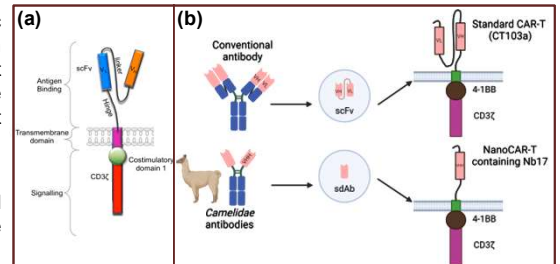 (a)
scFv
linker
Antigen
Binding
Hinge
Transmembrane
domain
Costimulatory
domain 1
Signalling
CD3ζ
(b)
Conventional
antibody
scFv
Standard CAR-T
(CT103a)
4-1BB
CD3ζ
Camelidae
antibodies
sdAb
NanoCAR-T
containing Nb17
4-1BB
CD3ζ